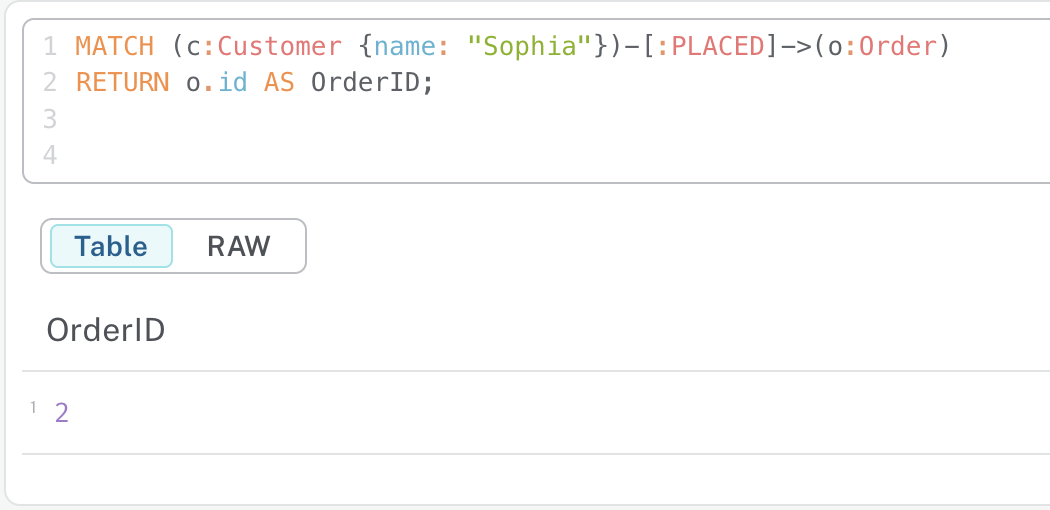 1 MATCH (c:Customer {name: "Sophia"})-[:PLACED]->(o:Order)
2 RETURN o.id AS OrderID;
3
4
Table RAW
OrderID
1 2